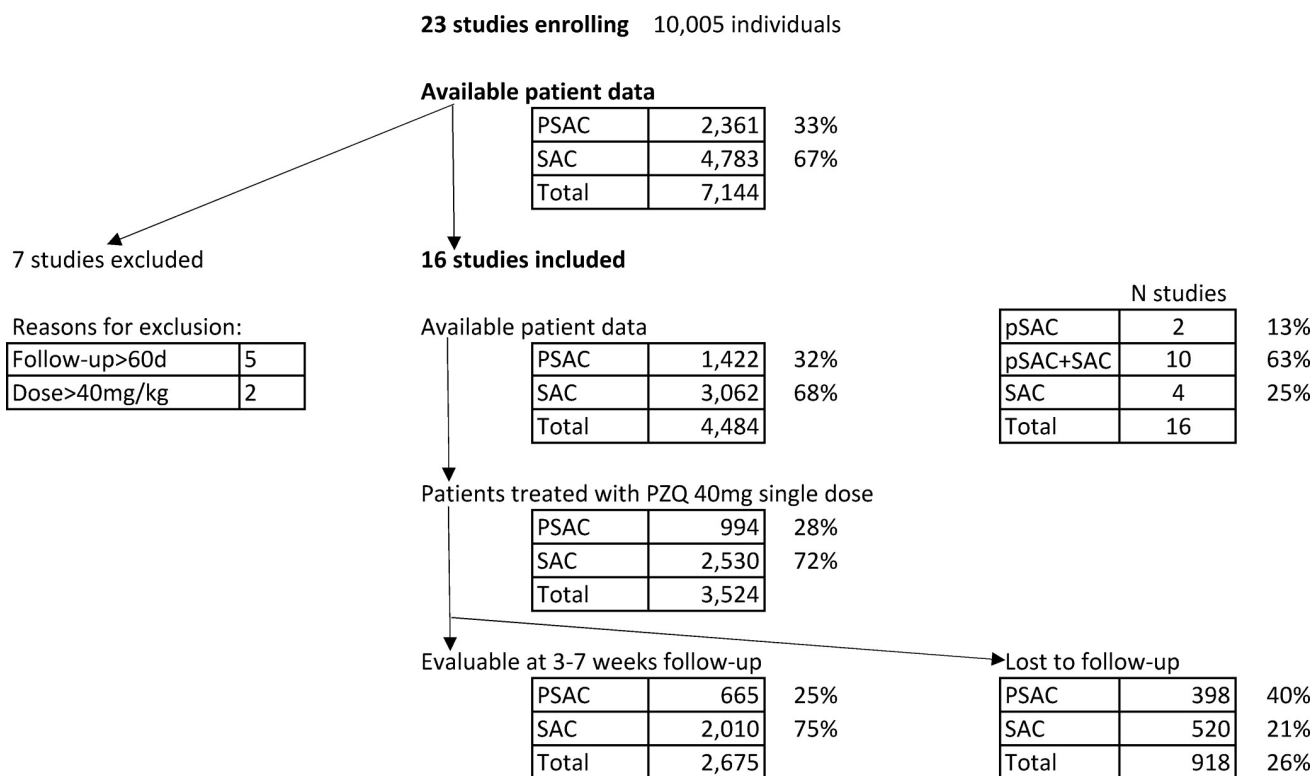 23 studies enrolling 10,005 individuals
Available patient data
PSAC 2,361 33%
SAC 4,783 67%
Total 7,144
7 studies excluded
Reasons for exclusion:
Follow-up>60d 5
Dose>40mg/kg 2
16 studies included
Available patient data
PSAC 1,422 32%
SAC 3,062 68%
Total 4,484
N studies
pSAC 2 13%
pSAC+SAC 10 63%
SAC 4 25%
Total 16
Patients treated with PZQ 40mg single dose
PSAC 994 28%
SAC 2,530 72%
Total 3,524
Evaluable at 3-7 weeks follow-up
PSAC 665 25%
SAC 2,010 75%
Total 2,675
Lost to follow-up
PSAC 398 40%
SAC 520 21%
Total 918 26%